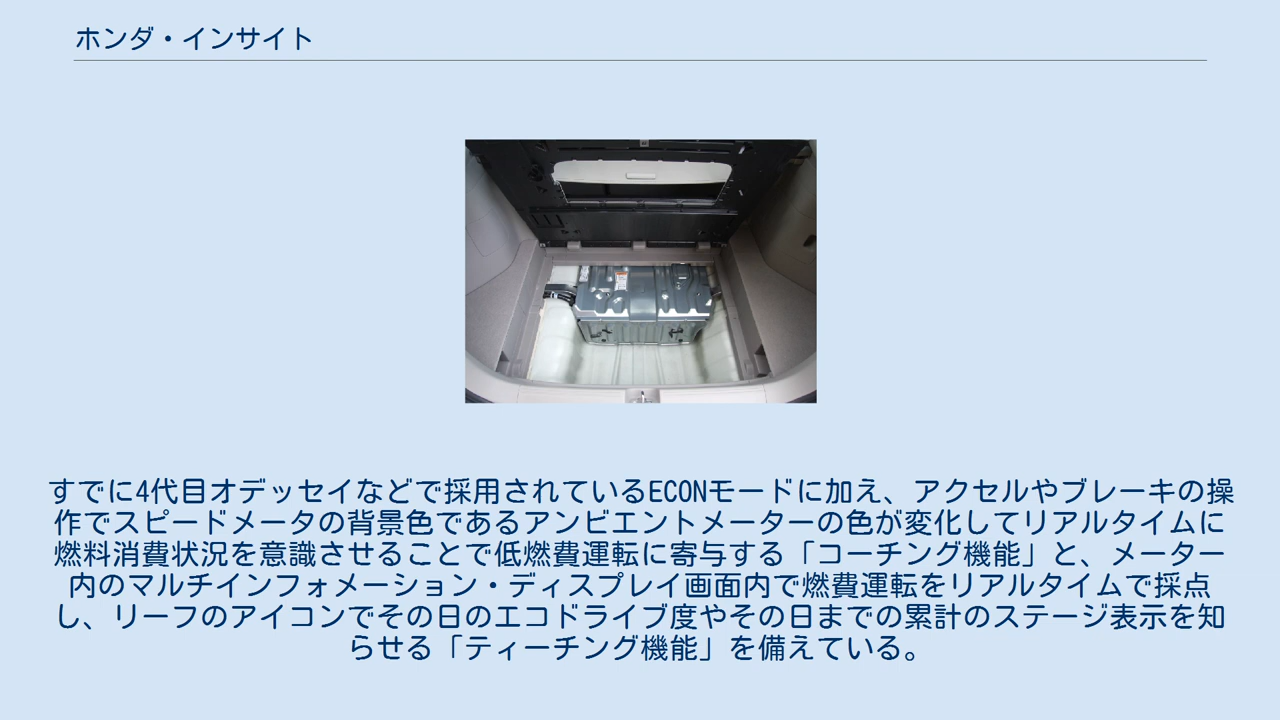 ホンダ・インサイト
すでに4代目オデッセイなどで採用されているECONモードに加え、アクセルやブレーキの操
作でスピードメータの背景色であるアンビエントメーターの色が変化してリアルタイムに
燃料消費状況を意識させることで低燃費運転に寄与する「コーチング機能」と、メーター
内のマルチインフォメーション・ディスプレイ画面内で燃費運転をリアルタイムで採点
し、リーフのアイコンでその日のエコドライブ度やその日までの累計のステージ表示を知
らせる「ティーチング機能」を備えている。